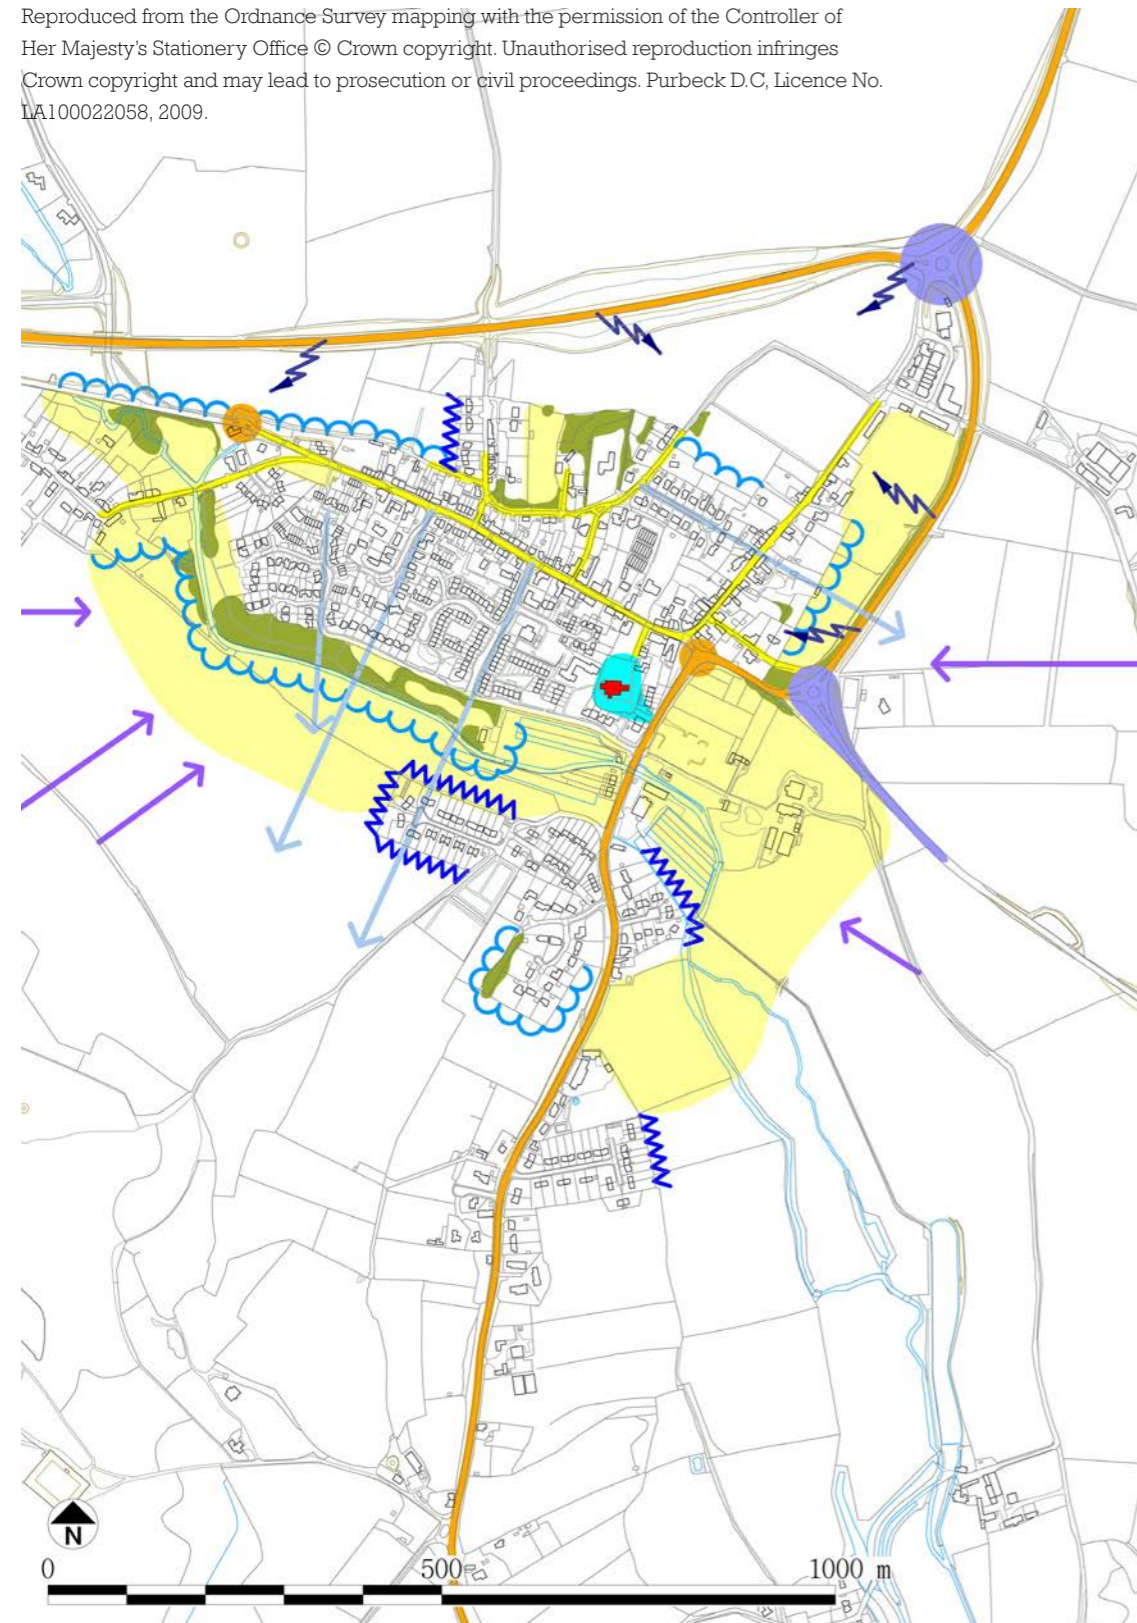 Reproduced from the Ordnance Survey mapping with the permission of the Controller of
Her Majesty's Stationery Office © Crown copyright. Unauthorised reproduction infringes
Crown copyright and may lead to prosecution or civil proceedings. Purbeck D.C, Licence No.
LA100022058, 2009.
N
0 500 1000 m